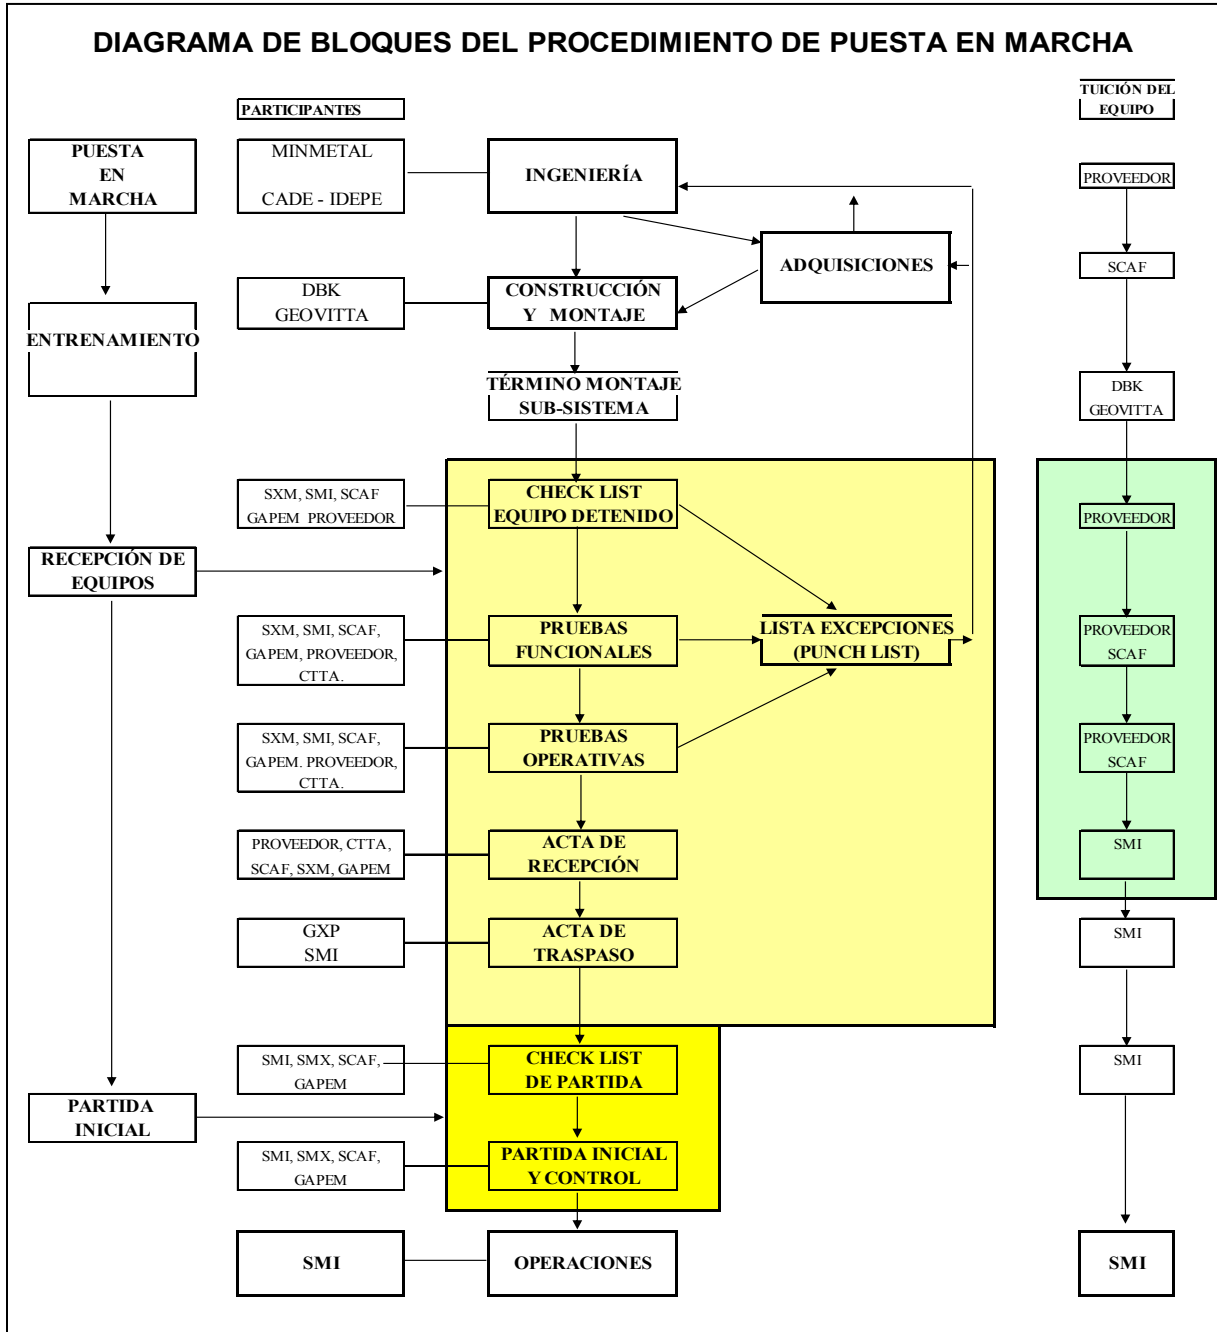 DIAGRAMA DE BLOQUES DEL PROCEDIMIENTO DE PUESTA EN MARCHA
PARTICIPANTES
TUICIÓN DEL
EQUIPO
PUESTA
EN
MARCHA
MINMETAL
CADE - IDEPE
INGENIERÍA
PROVEEDOR
ADQUISICIONES
SCAF
DBK
GEOVITTA
CONSTRUCCIÓN
Y MONTAJE
ENTRENAMIENTO
TÉRMINO MONTAJE
SUB-SISTEMA
DBK
GEOVITTA
SXM, SMI, SCAF
GAPEM PROVEEDOR
CHECK LIST
EQUIPO DETENIDO
PROVEEDOR
RECEPCIÓN DE
EQUIPOS
SXM, SMI, SCAF,
GAPEM, PROVEEDOR,
CTTA.
PRUEBAS
FUNCIONALES
LISTA EXCEPCIONES
(PUNCH LIST)
PROVEEDOR
SCAF
SXM, SMI, SCAF,
GAPEM. PROVEEDOR,
CTTA.
PRUEBAS
OPERATIVAS
PROVEEDOR
SCAF
PROVEEDOR, CTTA,
SCAF, SXM, GAPEM
ACTA DE
RECEPCIÓN
SMI
GXP
SMI
ACTA DE
TRASPASO
SMI
SMI, SMX, SCAF,
GAPEM
CHECK LIST
DE PARTIDA
SMI
PARTIDA
INICIAL
SMI, SMX, SCAF,
GAPEM
PARTIDA INICIAL
Y CONTROL
SMI
OPERACIONES
SMI